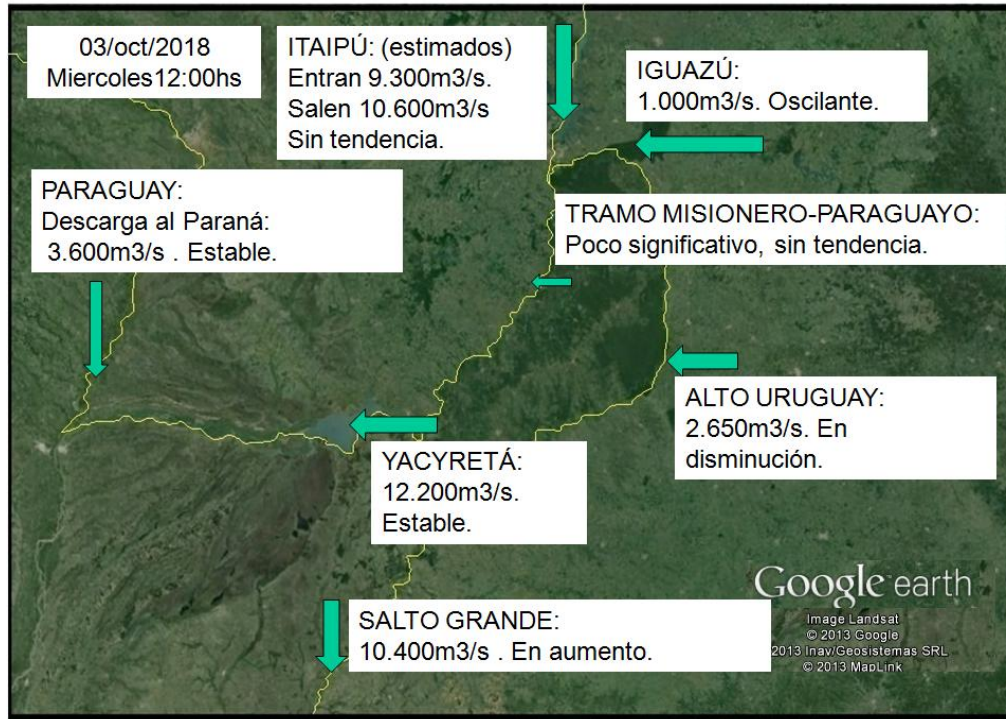 03/oct/2018
Miercoles12:00hs
ITAIPÚ: (estimados)
Entran 9.300m3/s.
Salen 10.600m3/s
Sin tendencia.
IGUAZÚ:
1.000m3/s. Oscilante.
PARAGUAY:
Descarga al Paraná:
3.600m3/s . Estable.
TRAMO MISIONERO-PARAGUAYO:
Poco significativo, sin tendencia.
ALTO URUGUAY:
2.650m3/s. En
disminución.
YACYRETÁ:
12.200m3/s.
Estable.
SALTO GRANDE:
10.400m3/s . En aumento.
Google earth
Image Landsat
© 2013 Google
2013 Inav/Geosistemas SRL
© 2013 MapLink